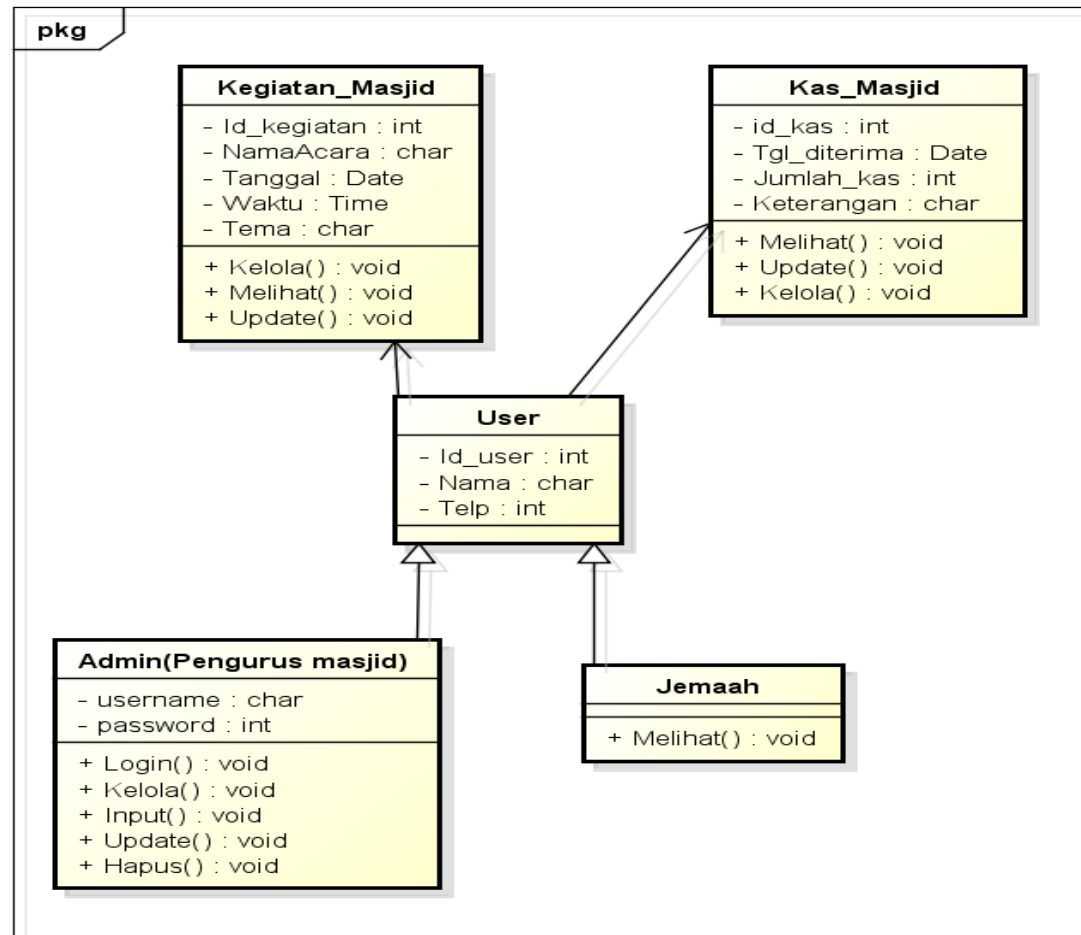 pkg
Kegiatan_Masjid
- Id_kegiatan : int
- NamaAcara : char
- Tanggal : Date
- Waktu : Time
- Tema : char
+ Kelola() : void
+ Melihat() : void
+ Update() : void
Kas_Masjid
- id_kas : int
- Tgl_diterima : Date
- Jumlah_kas : int
- Keterangan : char
+ Melihat() : void
+ Update() : void
+ Kelola() : void
User
- Id_user : int
- Nama : char
- Telp : int
Admin(Pengurus masjid)
- username : char
- password : int
+ Login() : void
+ Kelola() : void
+ Input() : void
+ Update() : void
+ Hapus() : void
Jemaah
+ Melihat() : void